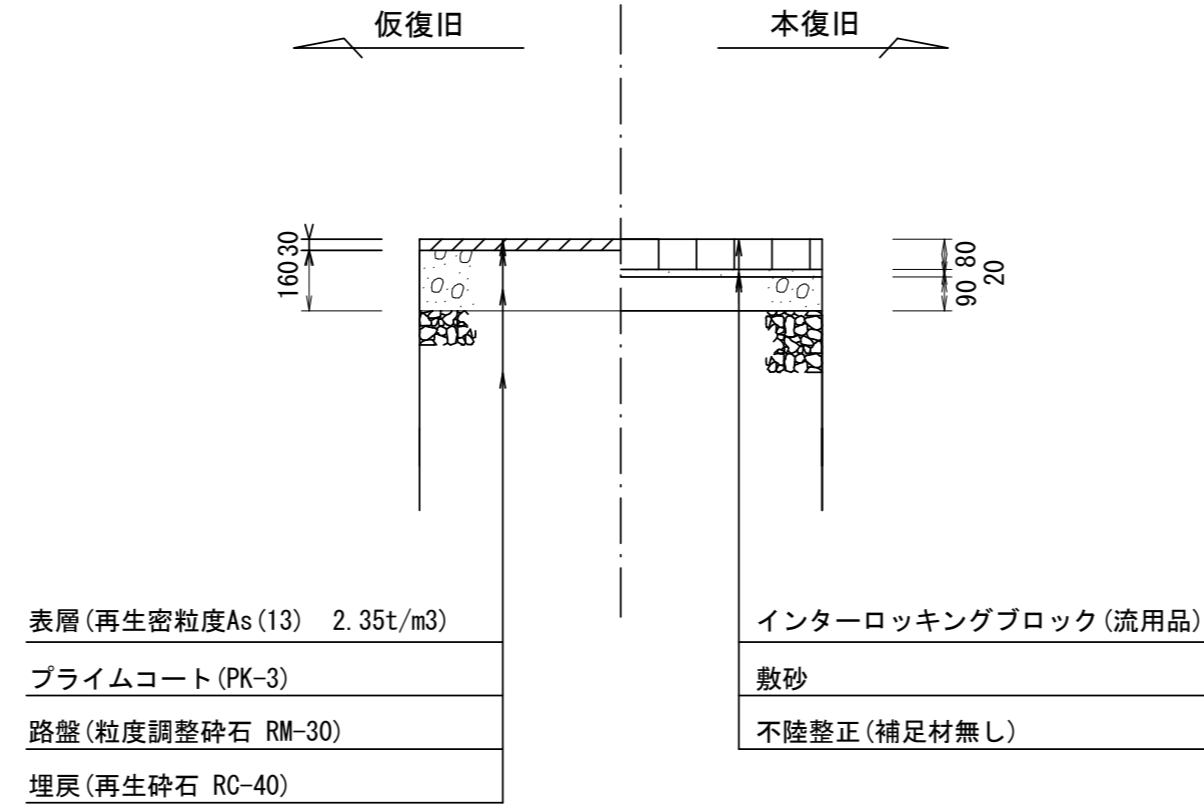 仮復旧
本復旧
30
160
80
20
90
表層(再生密粒度As(13) 2.35t/m3)
プライムコート(PK-3)
路盤(粒度調整砕石 RM-30)
埋戻(再生砕石 RC-40)
インターロッキングブロック(流用品)
敷砂
不陸整正(補足材無し)